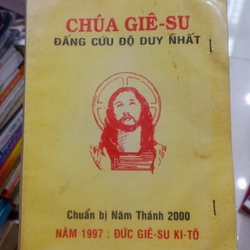 CHÚA GIÊ-SU
ĐẤNG CỨU ĐỘ DUY NHẤT
Chuẩn bị Năm Thánh 2000
NĂM 1997 : ĐỨC GIÊ-SU KI-TÔ